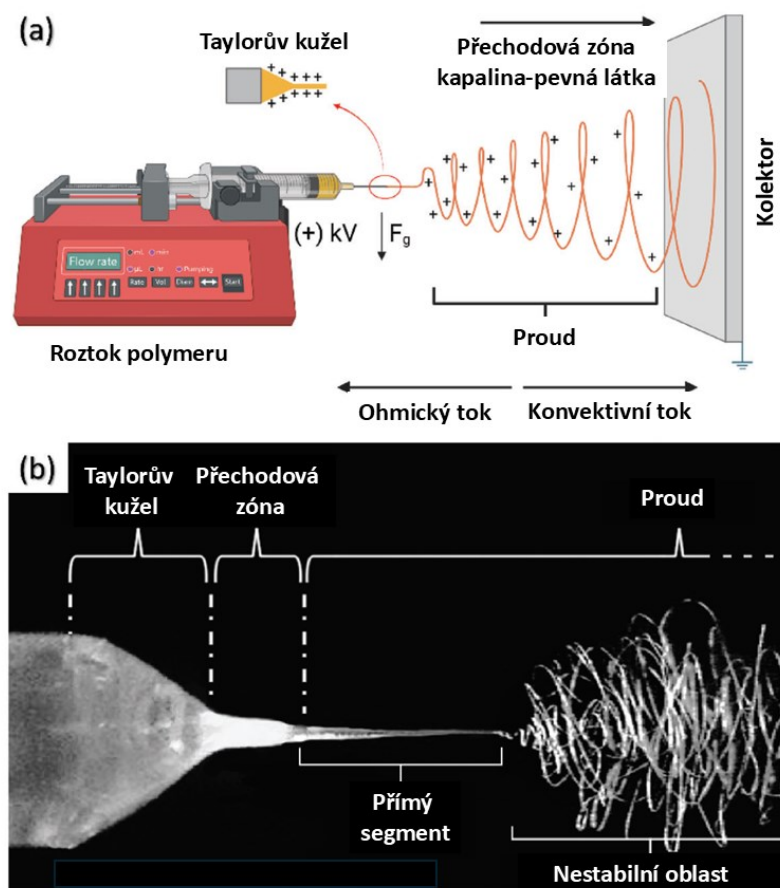 (a)
Taylorův kužel
Přechodová zóna
kapalina-pevná látka
Kolektor
(+) kV
F_g
Flow rate
Rate Vol Diam Start
Pumping
Roztok polymeru
Proud
Ohmický tok
Konvektivní tok
(b)
Taylorův
kužel
Přechodová
zóna
Proud
Přímý
segment
Nestabilní oblast